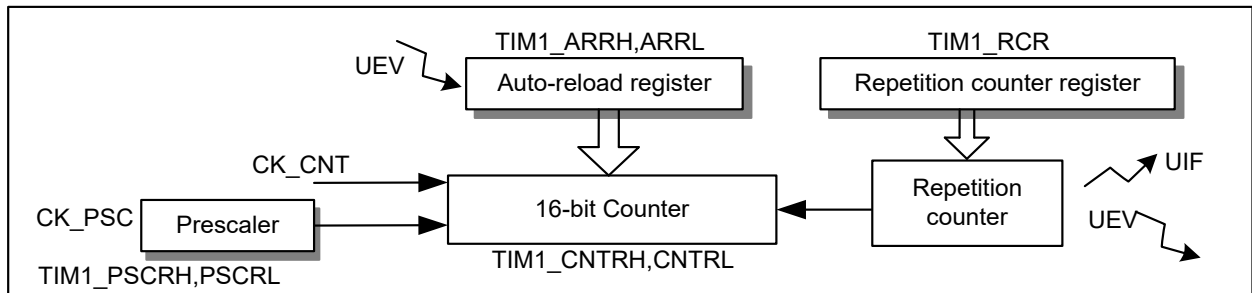 TIM1_ARRH,ARRL
TIM1_RCR
UEV
Auto-reload register
Repetition counter register
CK_CNT
UIF
16-bit Counter
Repetition
counter
CK_PSC
Prescaler
UEV
TIM1_CNTRH,CNTRL
TIM1_PSCRH,PSCRL